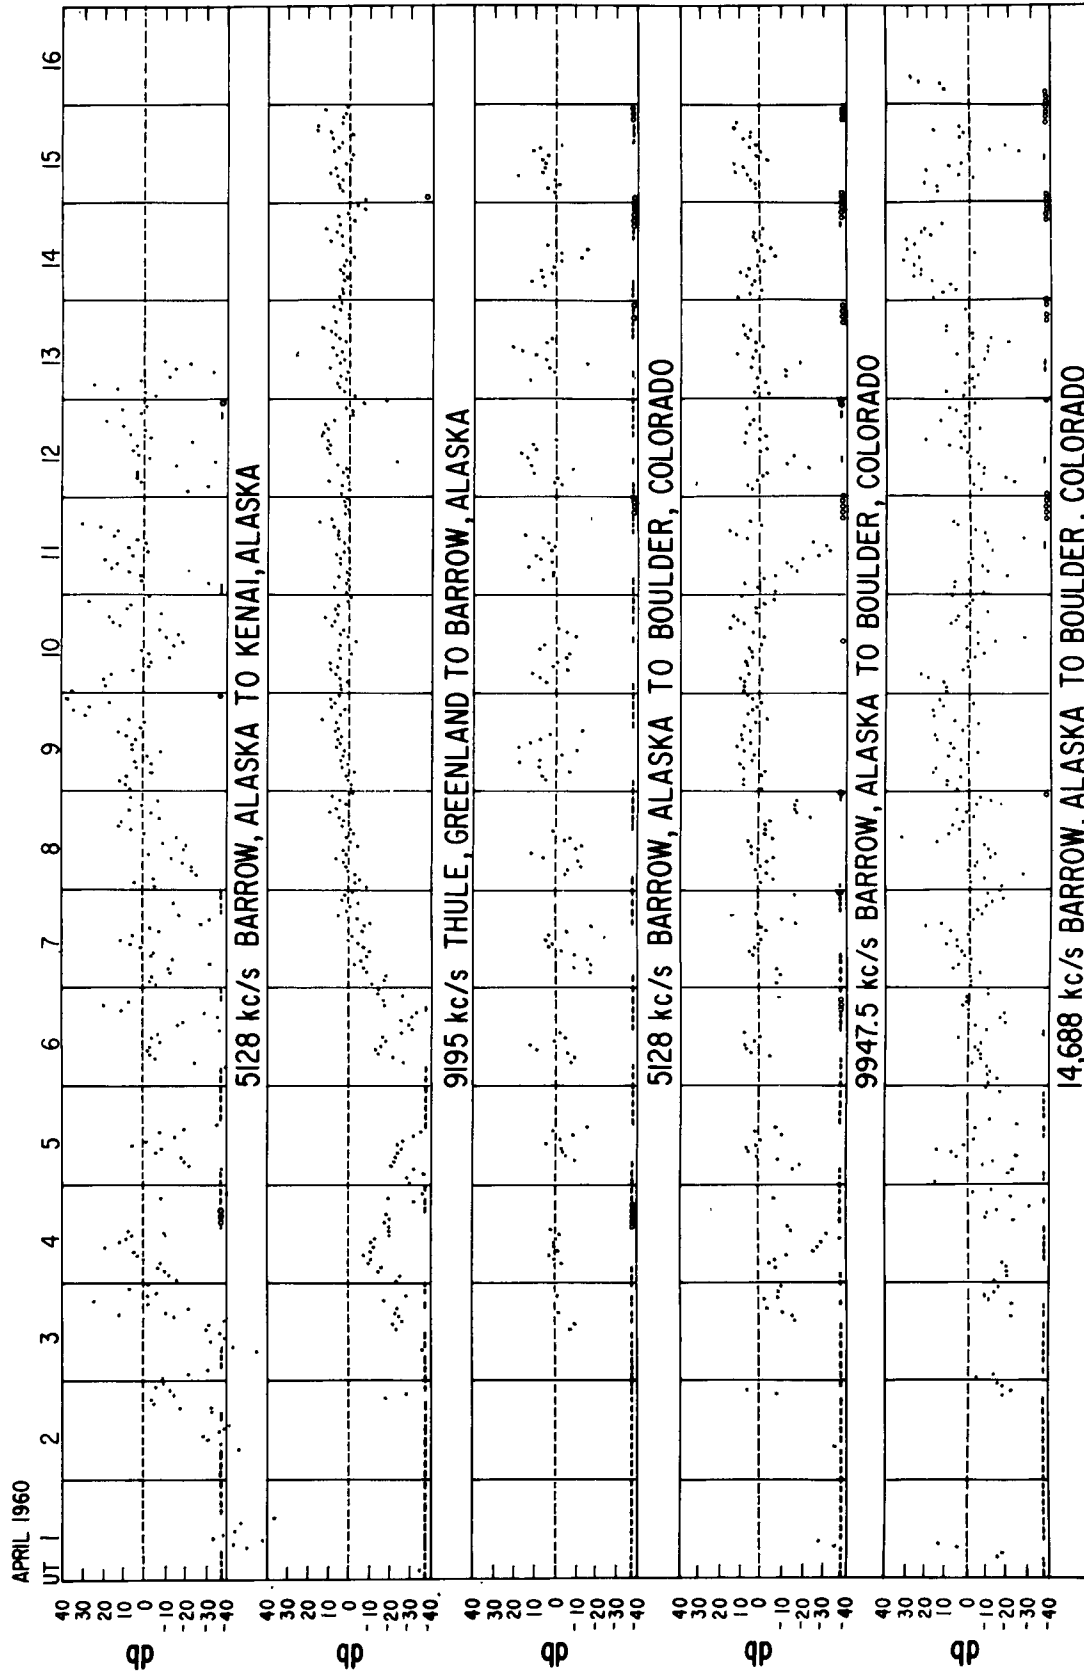 APRIL 1960
UT 1 2 3 4 5 6 7 8 9 10 11 12 13 14 15 16
40 30 20 10 0 -10 -20 -30 -40
db
5128 kc/s BARROW, ALASKA TO KENAI, ALASKA
40 30 20 10 0 -10 -20 -30 -40
db
9195 kc/s THULE, GREENLAND TO BARROW, ALASKA
40 30 20 10 0 -10 -20 -30 -40
db
5128 kc/s BARROW, ALASKA TO BOULDER, COLORADO
40 30 20 10 0 -10 -20 -30 -40
db
9947.5 kc/s BARROW, ALASKA TO BOULDER, COLORADO
40 30 20 10 0 -10 -20 -30 -40
db
14,688 kc/s BARROW, ALASKA TO BOULDER, COLORADO